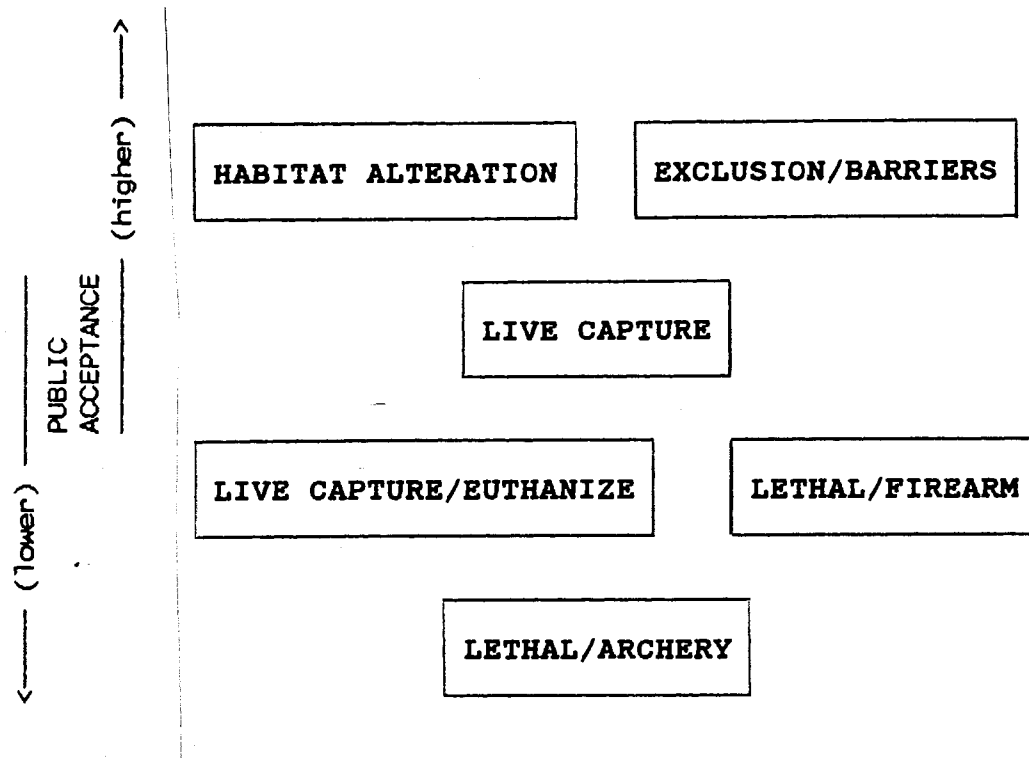 <----- (lower) -----
PUBLIC
ACCEPTANCE
----- (higher) ----->
HABITAT ALTERATION
EXCLUSION/BARRIERS
LIVE CAPTURE
LIVE CAPTURE/EUTHANIZE
LETHAL/FIREARM
LETHAL/ARCHERY